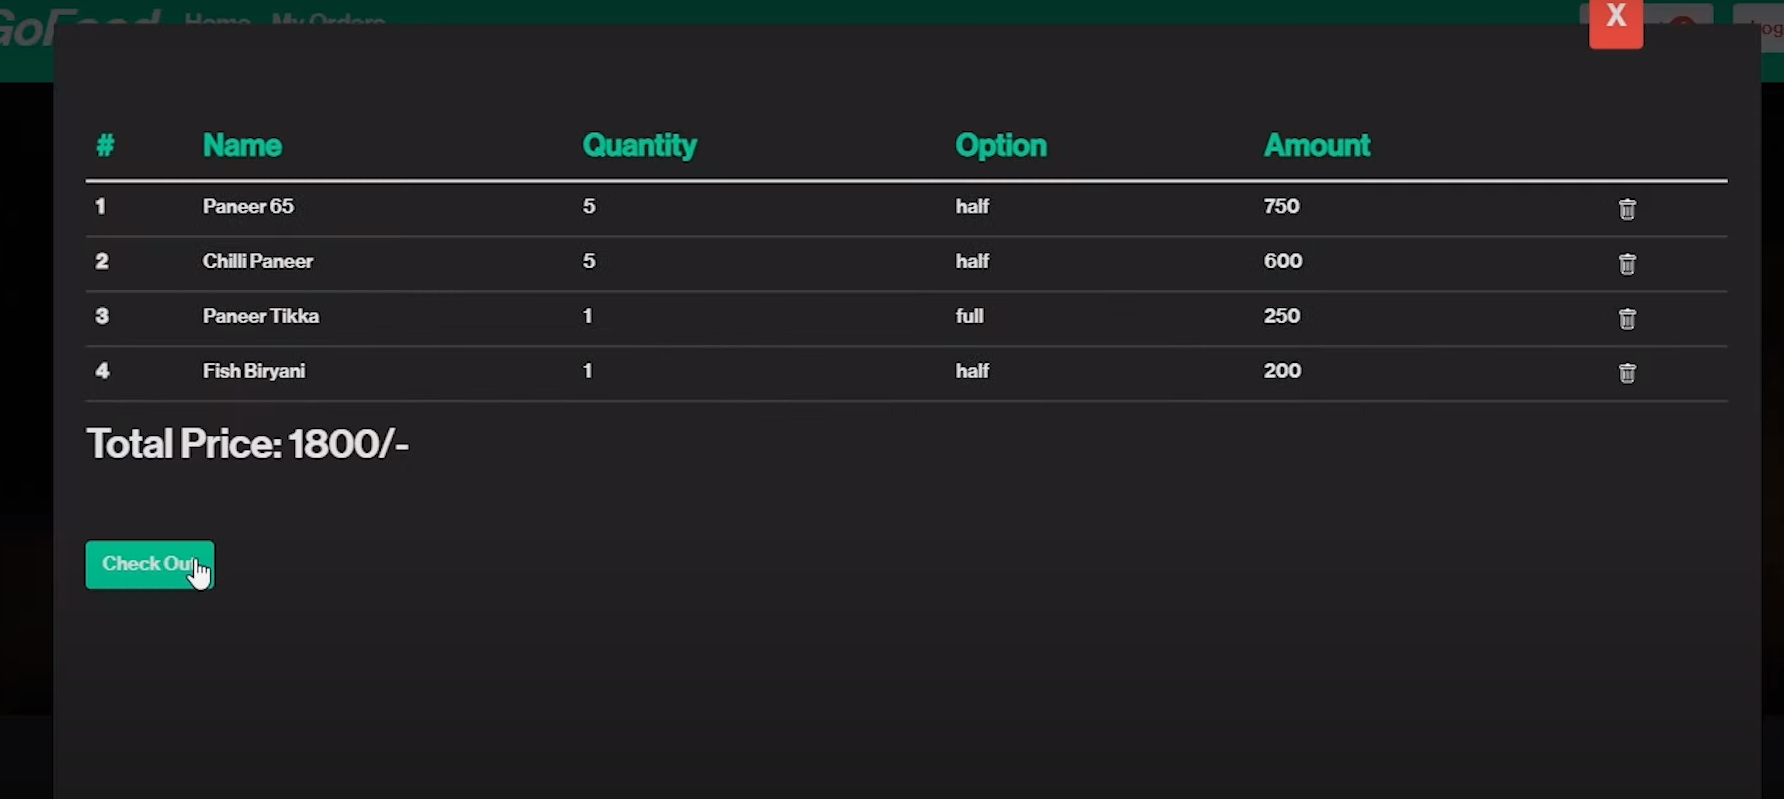 GoFood Home My Orders
X
# Name Quantity Option Amount
1 Paneer 65 5 half 750
2 Chilli Paneer 5 half 600
3 Paneer Tikka 1 full 250
4 Fish Biryani 1 half 200
Total Price: 1800/-
Check Out